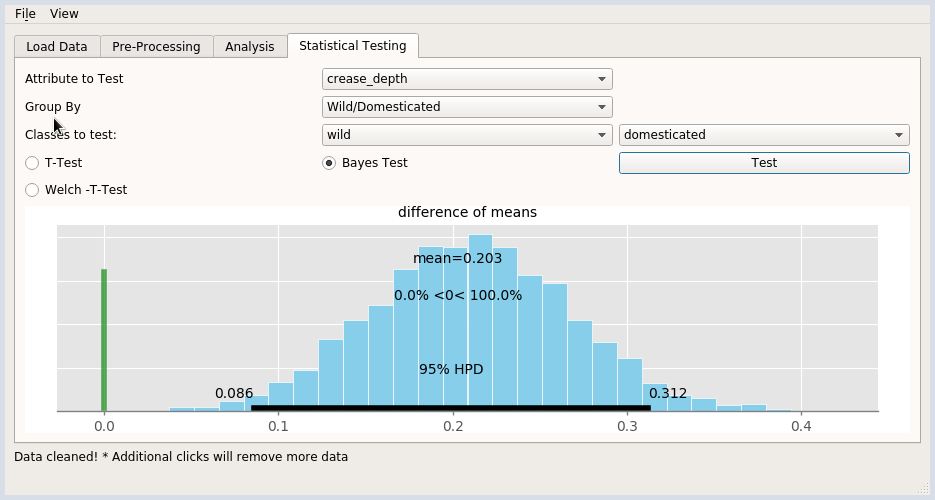 File View
Load Data Pre-Processing Analysis Statistical Testing
Attribute to Test crease_depth
Group By Wild/Domesticated
Classes to test: wild domesticated
T-Test Bayes Test Test
Welch -T-Test
difference of means
mean=0.203
0.0% <0< 100.0%
95% HPD
0.086 0.312
0.0 0.1 0.2 0.3 0.4
Data cleaned! * Additional clicks will remove more data